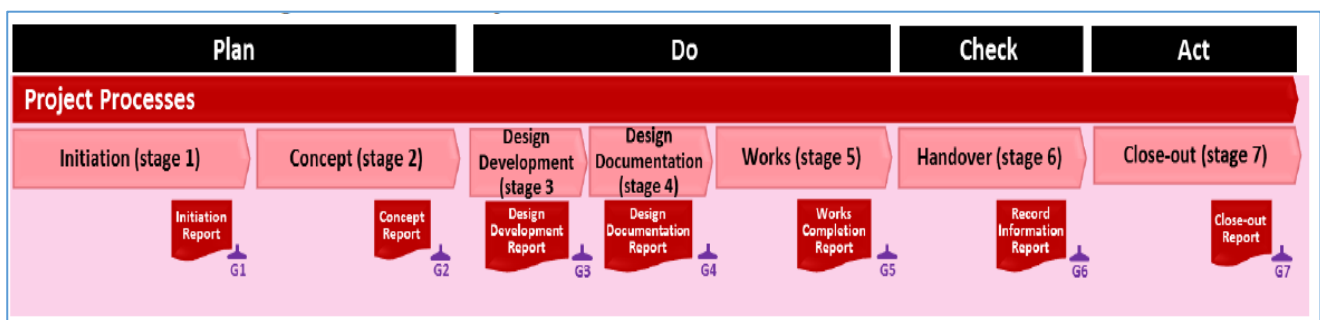 Plan
Do
Check
Act
Project Processes
Initiation (stage 1)
Concept (stage 2)
Design
Development
(stage 3
Design
Documentation
(stage 4)
Works (stage 5)
Handover (stage 6)
Close-out (stage 7)
Initiation
Report
G1
Concept
Report
G2
Design
Development
Report
G3
Design
Documentation
Report
G4
Works
Completion
Report
G5
Record
Information
Report
G6
Close-out
Report
G7